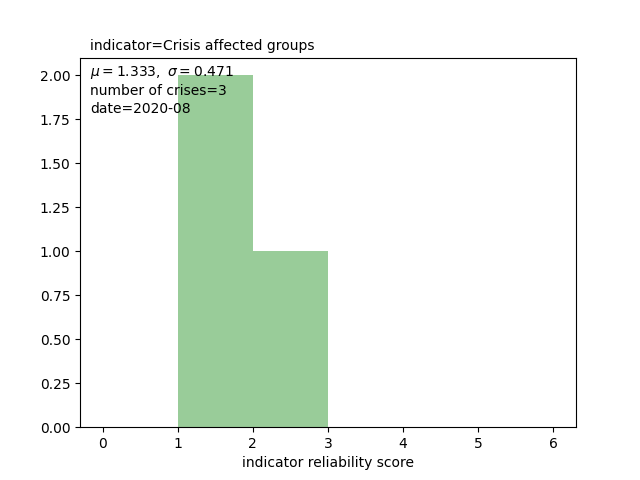 indicator=Crisis affected groups
μ = 1.333, σ = 0.471
number of crises=3
date=2020-08
2.00
1.75
1.50
1.25
1.00
0.75
0.50
0.25
0.00
0 1 2 3 4 5 6
indicator reliability score